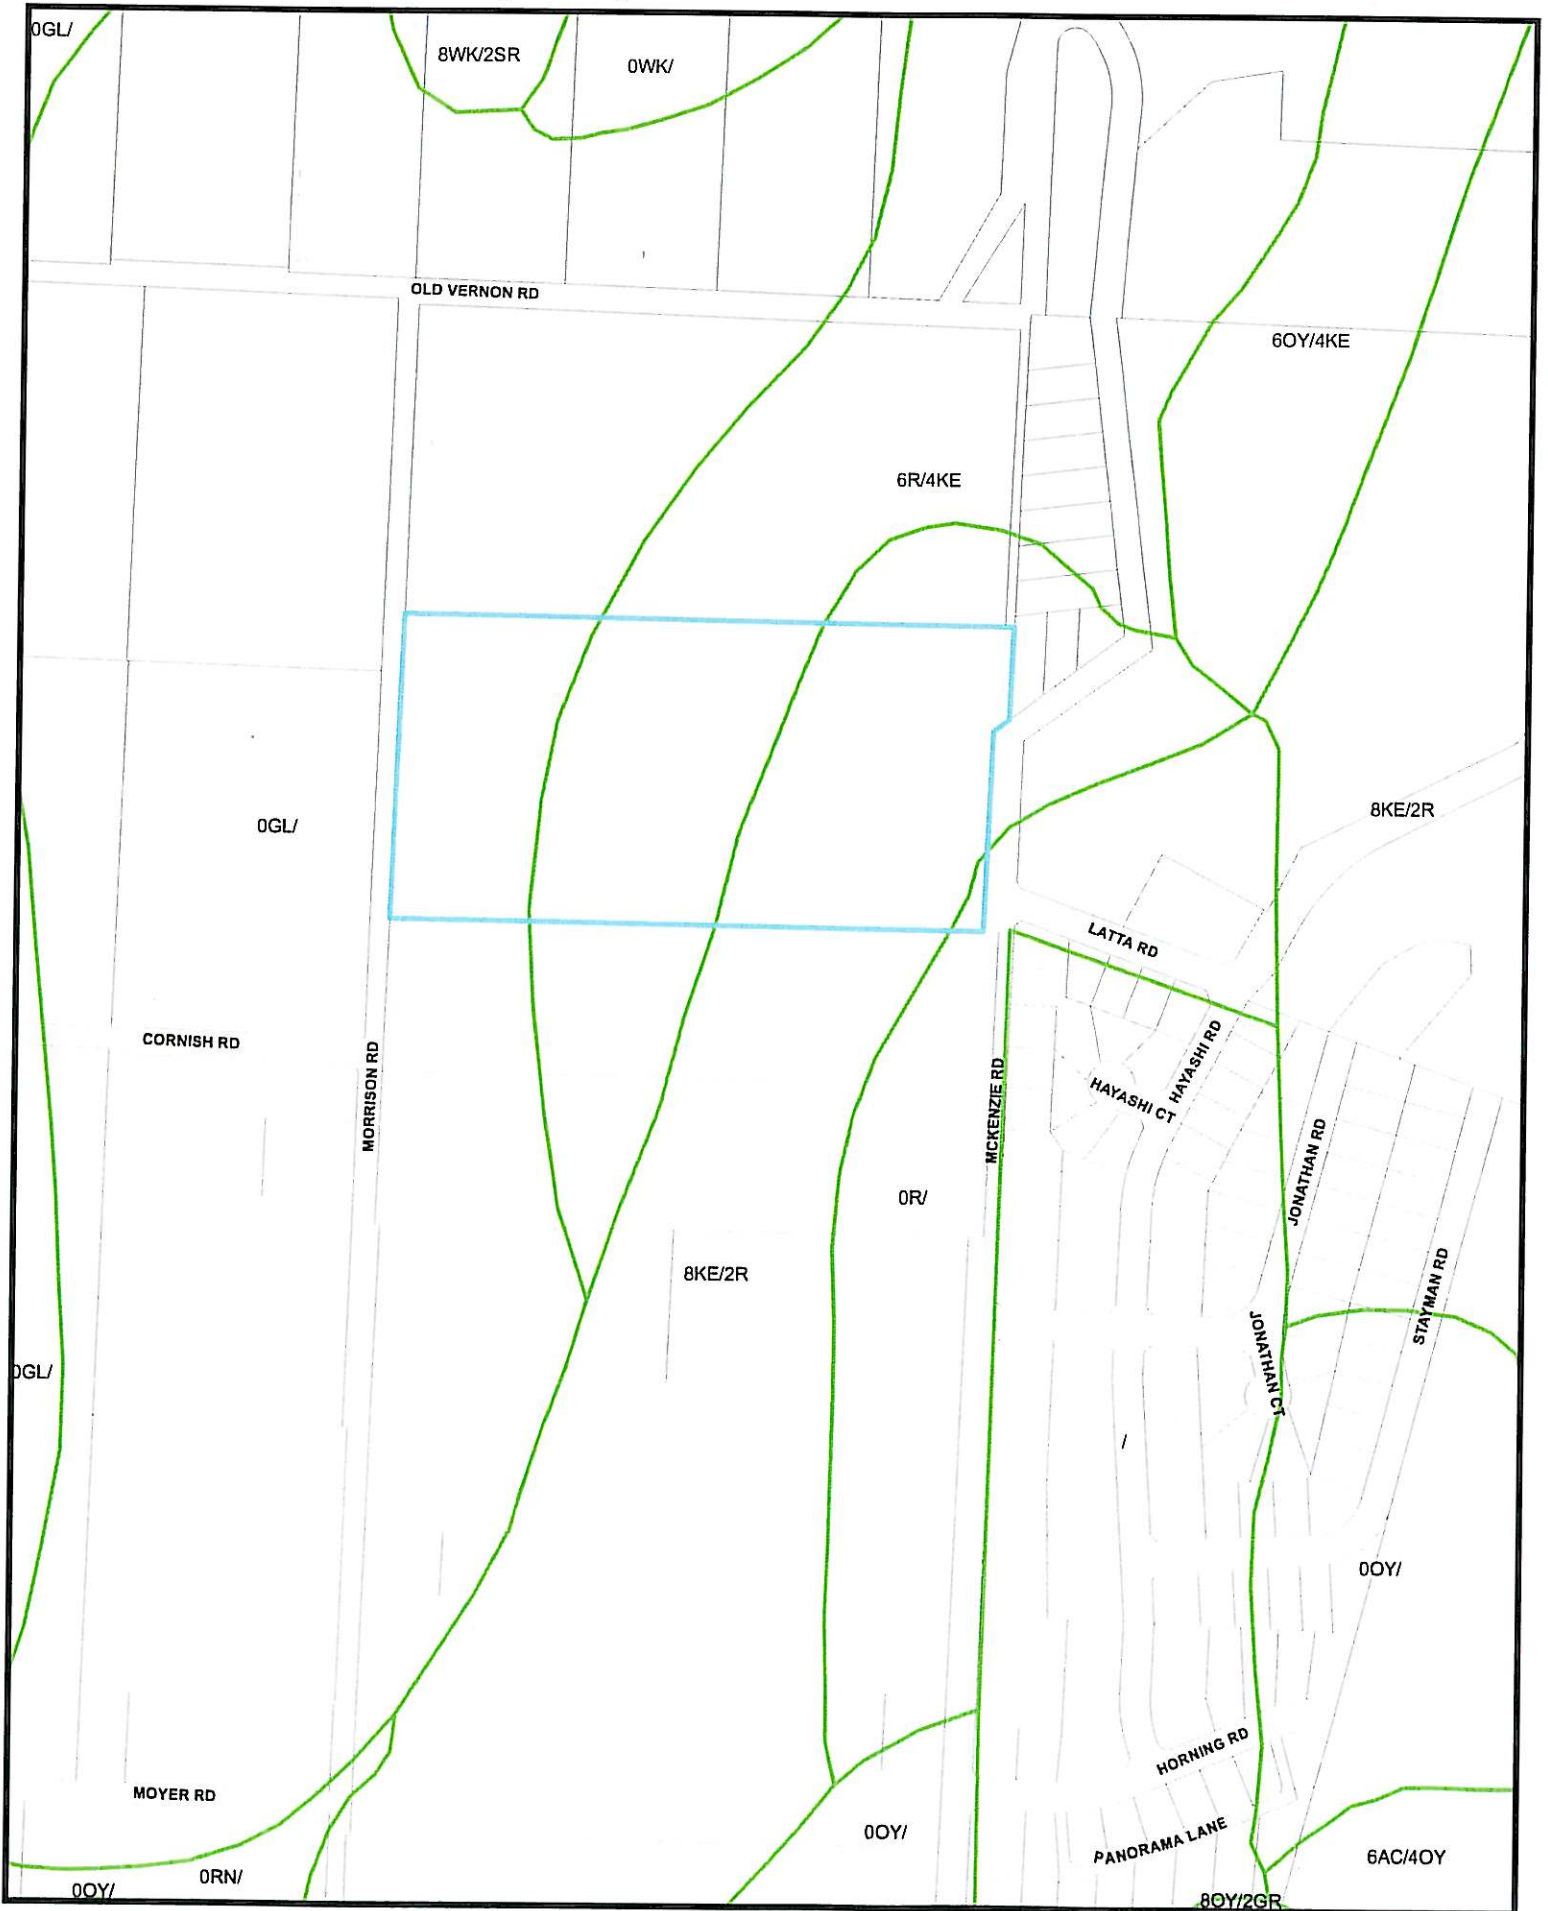 0GL/
8WK/2SR
0WK/
OLD VERNON RD
6OY/4KE
6R/4KE
8KE/2R
0GL/
LATTA RD
CORNISH RD
MORRISON RD
MCKENZIE RD
HAYASHI RD
HAYASHI CT
JONATHAN RD
0R/
8KE/2R
STAYMAN RD
JONATHAN CT
0GL/
/
0OY/
HORNING RD
MOYER RD
0OY/
PANORAMA LANE
6AC/4OY
0RN/
0OY/
8OY/2GR